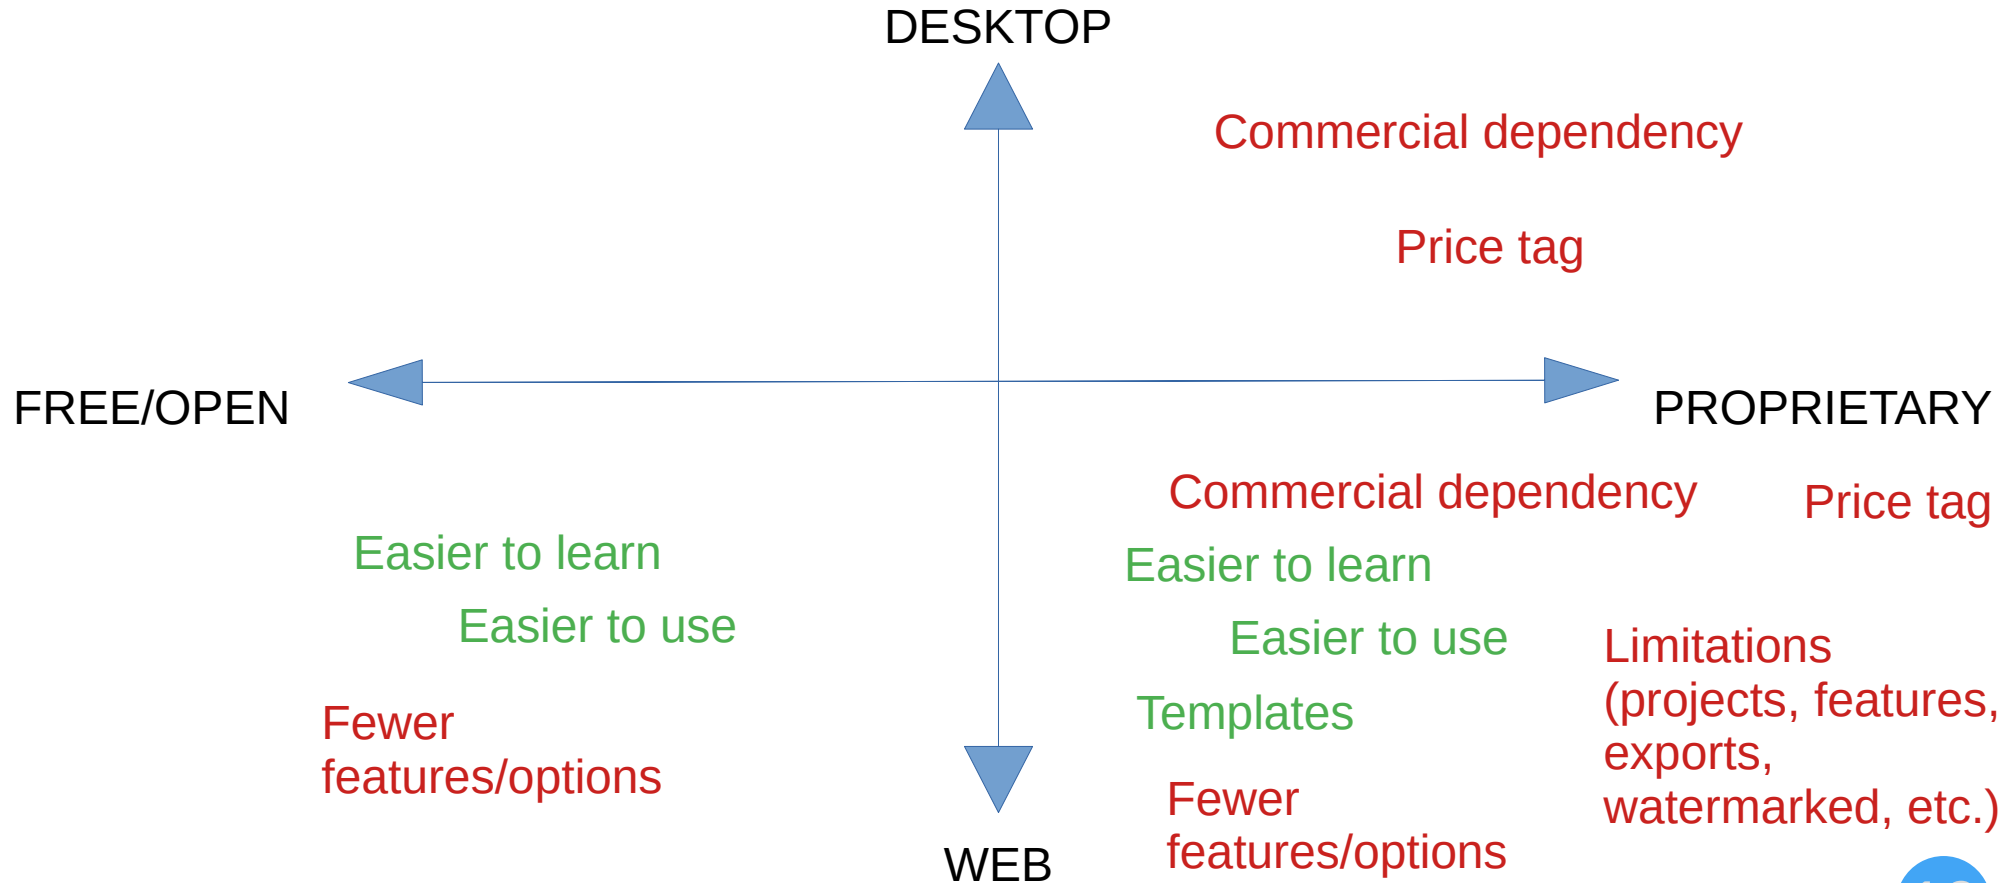 DESKTOP
Commercial dependency
Price tag
FREE/OPEN
PROPRIETARY
Commercial dependency
Price tag
Easier to learn
Easier to use
Fewer
features/options
Easier to learn
Easier to use
Templates
Fewer
features/options
Limitations
(projects, features,
exports,
watermarked, etc.)
WEB